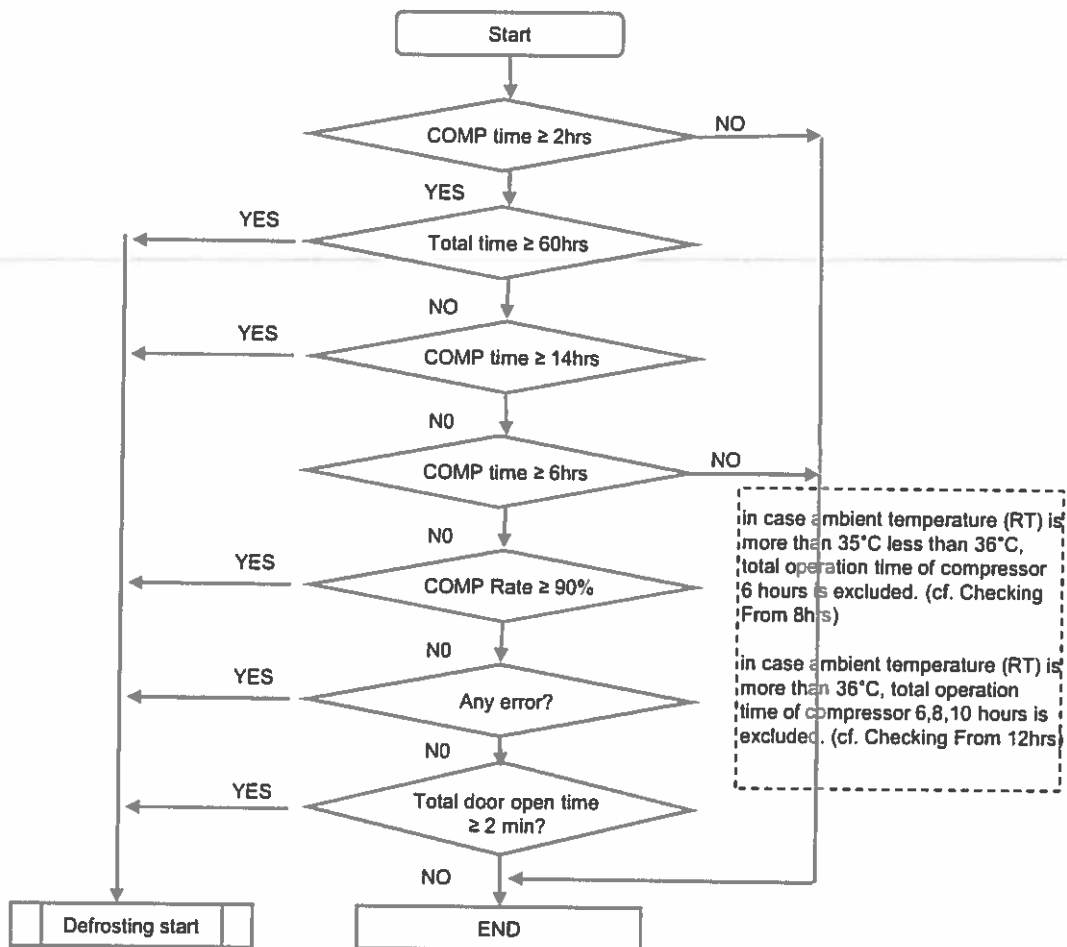 Start
COMP time ≥ 2hrs
NO
YES
YES
Total time ≥ 60hrs
NO
YES
COMP time ≥ 14hrs
N0
COMP time ≥ 6hrs
NO
in case ambient temperature (RT) is
more than 35°C less than 36°C,
total operation time of compressor
6 hours is excluded. (cf. Checking
From 8hrs)
in case ambient temperature (RT) is
more than 36°C, total operation
time of compressor 6,8,10 hours is
excluded. (cf. Checking From 12hrs)
N0
YES
COMP Rate ≥ 90%
N0
YES
Any error?
N0
YES
Total door open time
≥ 2 min?
NO
Defrosting start
END